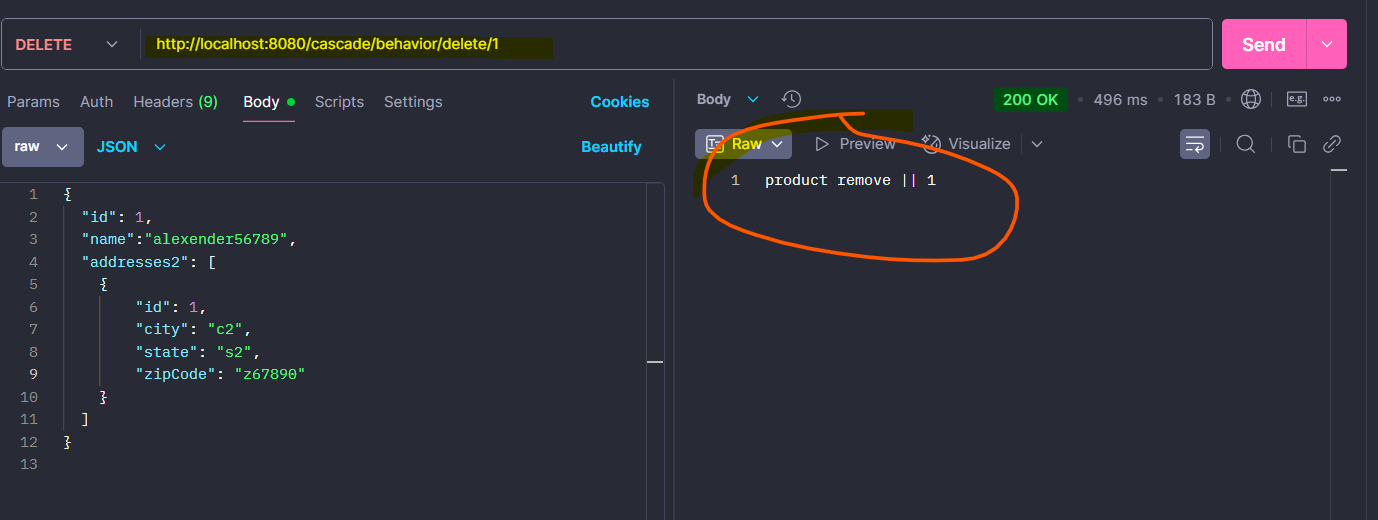 DELETE http://localhost:8080/cascade/behavior/delete/1 Send
Params Auth Headers (9) Body Scripts Settings Cookies
raw JSON Beautify
1 {
2 "id": 1,
3 "name":"alexender56789",
4 "addresses2": [
5 {
6 "id": 1,
7 "city": "c2",
8 "state": "s2",
9 "zipCode": "z67890"
10 }
11 ]
12 }
13
Body 200 OK • 496 ms • 183 B e.g.
Raw Preview Visualize
1 product remove || 1